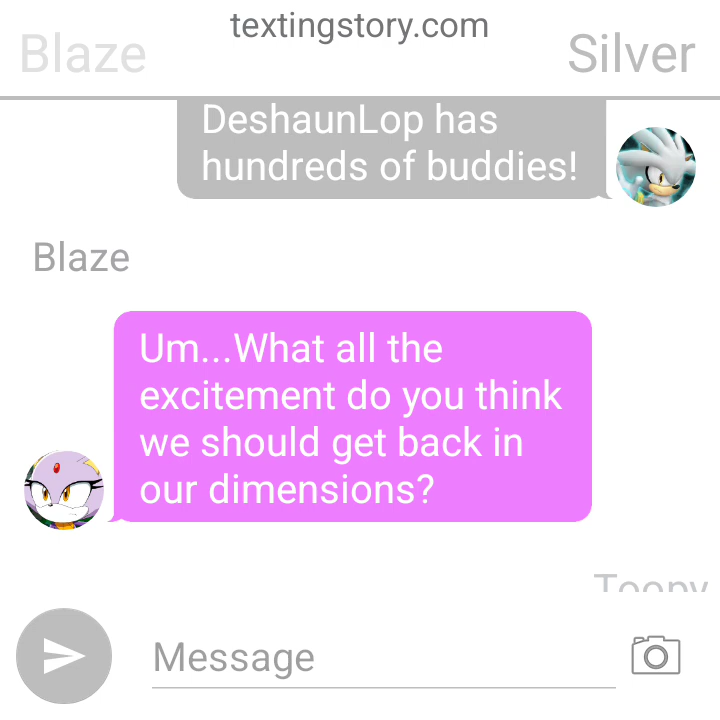 textingstory.com
Blaze
Silver
DeshaunLop has
hundreds of buddies!
Blaze
Um...What all the
excitement do you think
we should get back in
our dimensions?
Toopy
Message